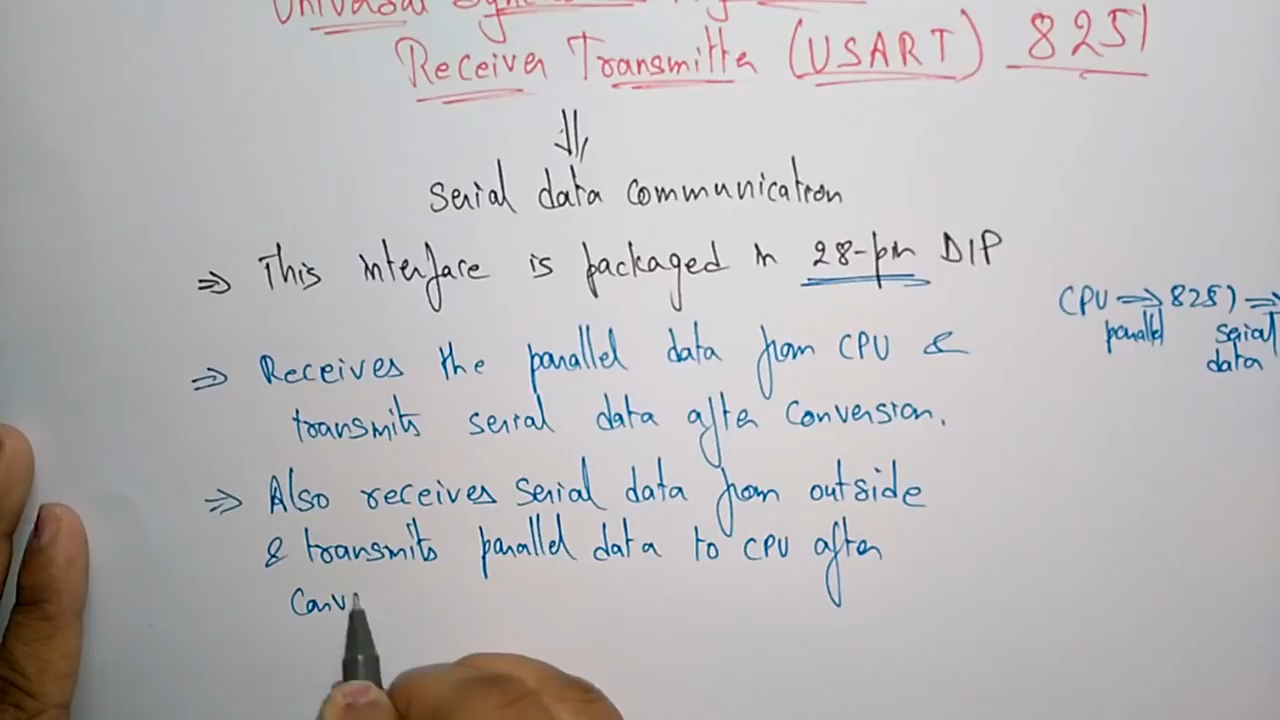 Receiver Transmitter (USART) 8251
Serial data communication
⇒ This interface is packaged in 28-pin DIP
CPU ⇒ 8251 ⇒
parallel serial
data
⇒ Receives the parallel data from CPU &
transmits serial data after conversion.
⇒ Also receives serial data from outside
& transmits parallel data to CPU after
Conv